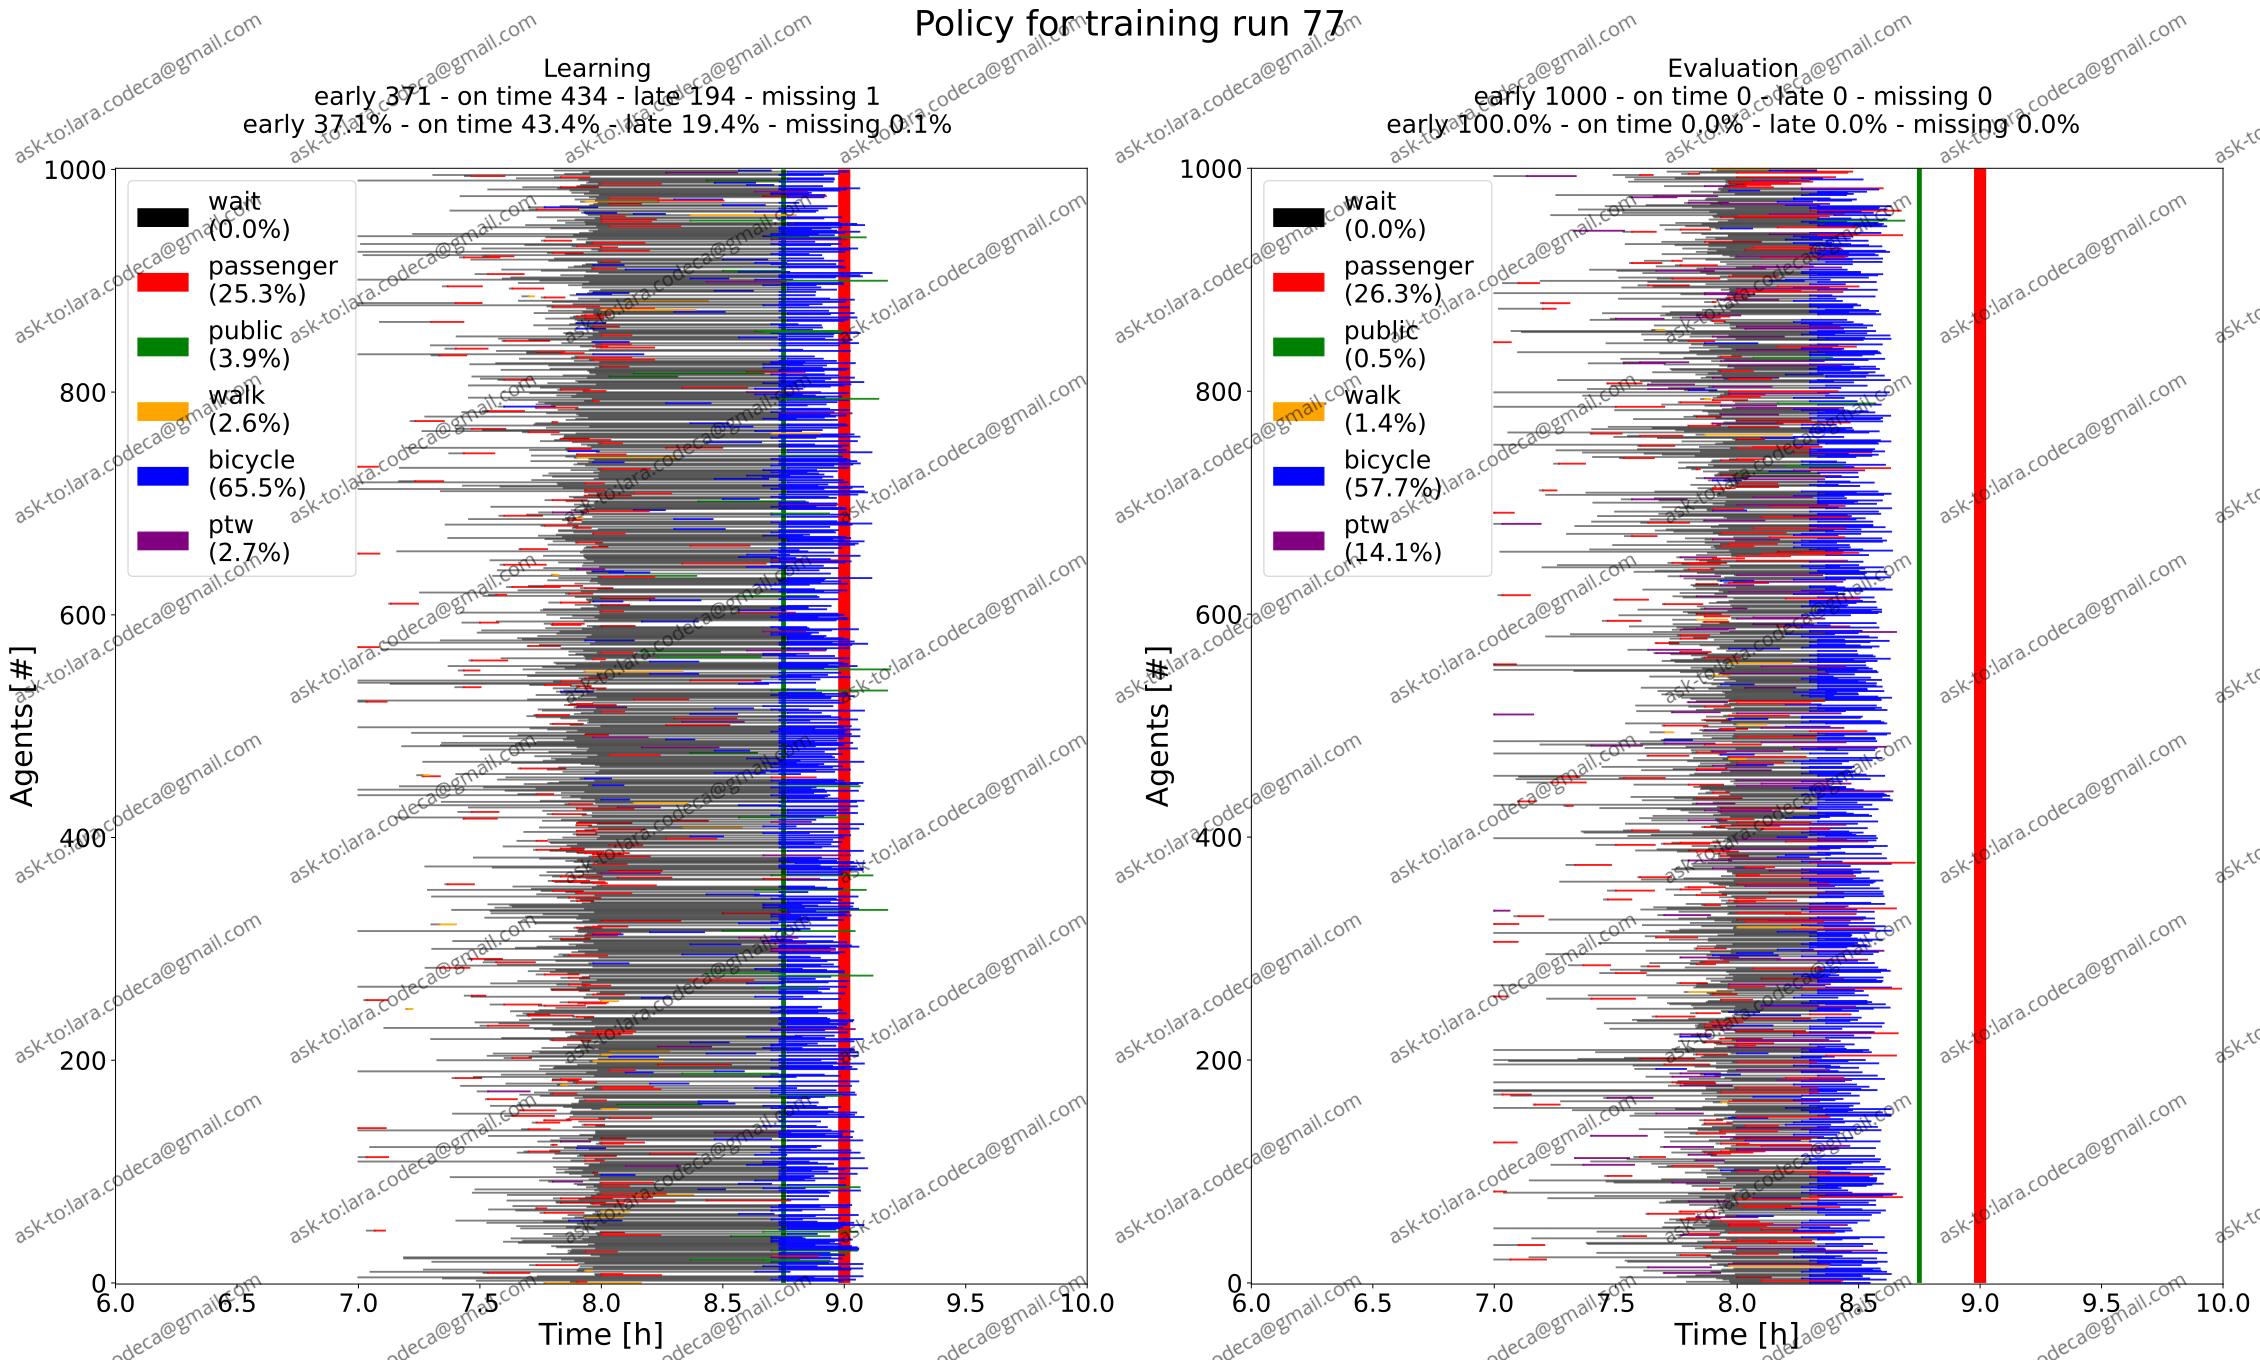 Policy for training run 77
Learning
early 371 - on time 434 - late 194 - missing 1
early 37.1% - on time 43.4% - late 19.4% - missing 0.1%
Agents [#]
1000
800
600
400
200
0
wait
(0.0%)
passenger
(25.3%)
public
(3.9%)
walk
(2.6%)
bicycle
(65.5%)
ptw
(2.7%)
6.0 6.5 7.0 7.5 8.0 8.5 9.0 9.5 10.0
Time [h]
Evaluation
early 1000 - on time 0 - late 0 - missing 0
early 100.0% - on time 0.0% - late 0.0% - missing 0.0%
Agents [#]
1000
800
600
400
200
0
wait
(0.0%)
passenger
(26.3%)
public
(0.5%)
walk
(1.4%)
bicycle
(57.7%)
ptw
(14.1%)
6.0 6.5 7.0 7.5 8.0 8.5 9.0 9.5 10.0
Time [h]
ask-to:lara.codeca@gmail.com